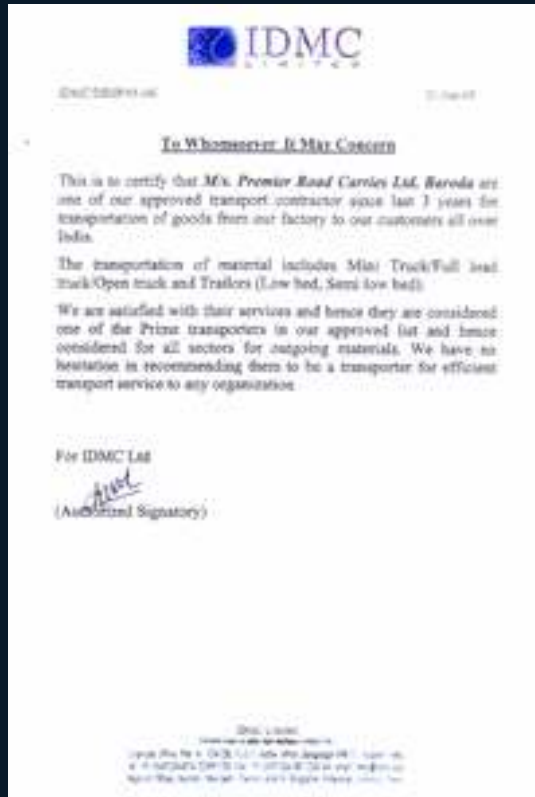 IDMC
LIMITED
To Whomsoever It May Concern
This is to certify that M/s. Premier Road Carries Ltd. Baroda are
one of our approved transport contractor since last 3 years for
transportation of goods from our factory to our customers all over
India.
The transportation of material includes Mini Truck/Full load
truck/Open truck and Trailors (Low bed, Semi low bed).
We are satisfied with their services and hence they are considered
one of the Prime transporters in our approved list and hence
considered for all sectors for outgoing materials. We have no
hesitation in recommending them to be a transporter for efficient
transport service to any organization
For IDMC Ltd
(Authorized Signatory)